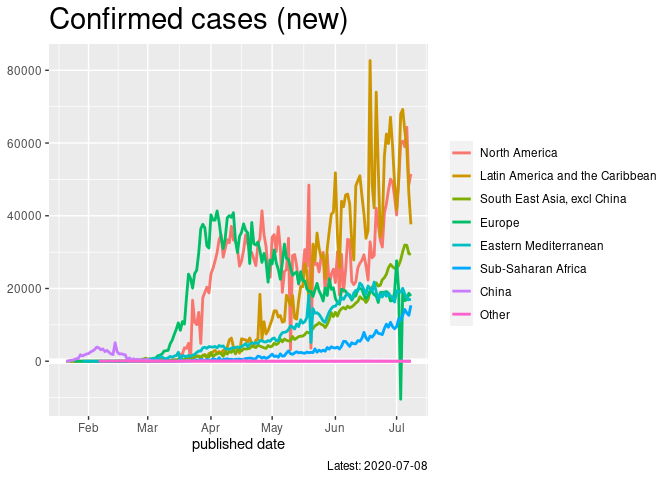 Confirmed cases (new)
80000
60000
40000
20000
0
Feb Mar Apr May Jun Jul
published date
Latest: 2020-07-08
North America
Latin America and the Caribbean
South East Asia, excl China
Europe
Eastern Mediterranean
Sub-Saharan Africa
China
Other